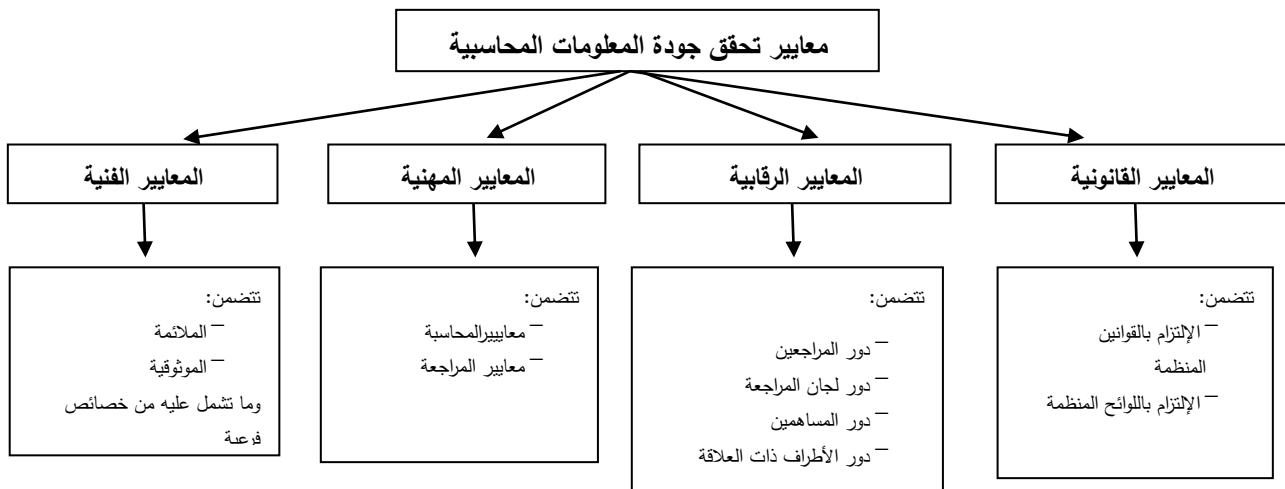 معايير تحقق جودة المعلومات المحاسبية
المعايير القانونية
المعايير الرقابية
المعايير المهنية
المعايير الفنية
تتضمن:
– الإلتزام بالقوانين
المنظمة
– الإلتزام باللوائح المنظمة
تتضمن:
– دور المراجعين
– دور لجان المراجعة
– دور المساهمين
– دور الأطراف ذات العلاقة
تتضمن:
– معاييير المحاسبة
– معايير المراجعة
تتضمن:
– الملائمة
– الموثوقية
وما تشمل عليه من خصائص
فرعية